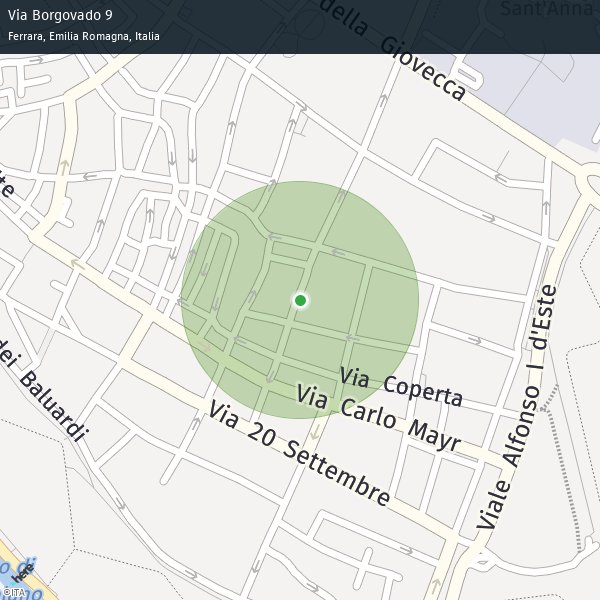 Via Borgovado 9
Ferrara, Emilia Romagna, Italia
Sant'Anna
della Giovecca
Via Coperta
Viale Alfonso I d'Este
Via Carlo Mayr
Via 20 Settembre
dei Baluardi
here
©ITA